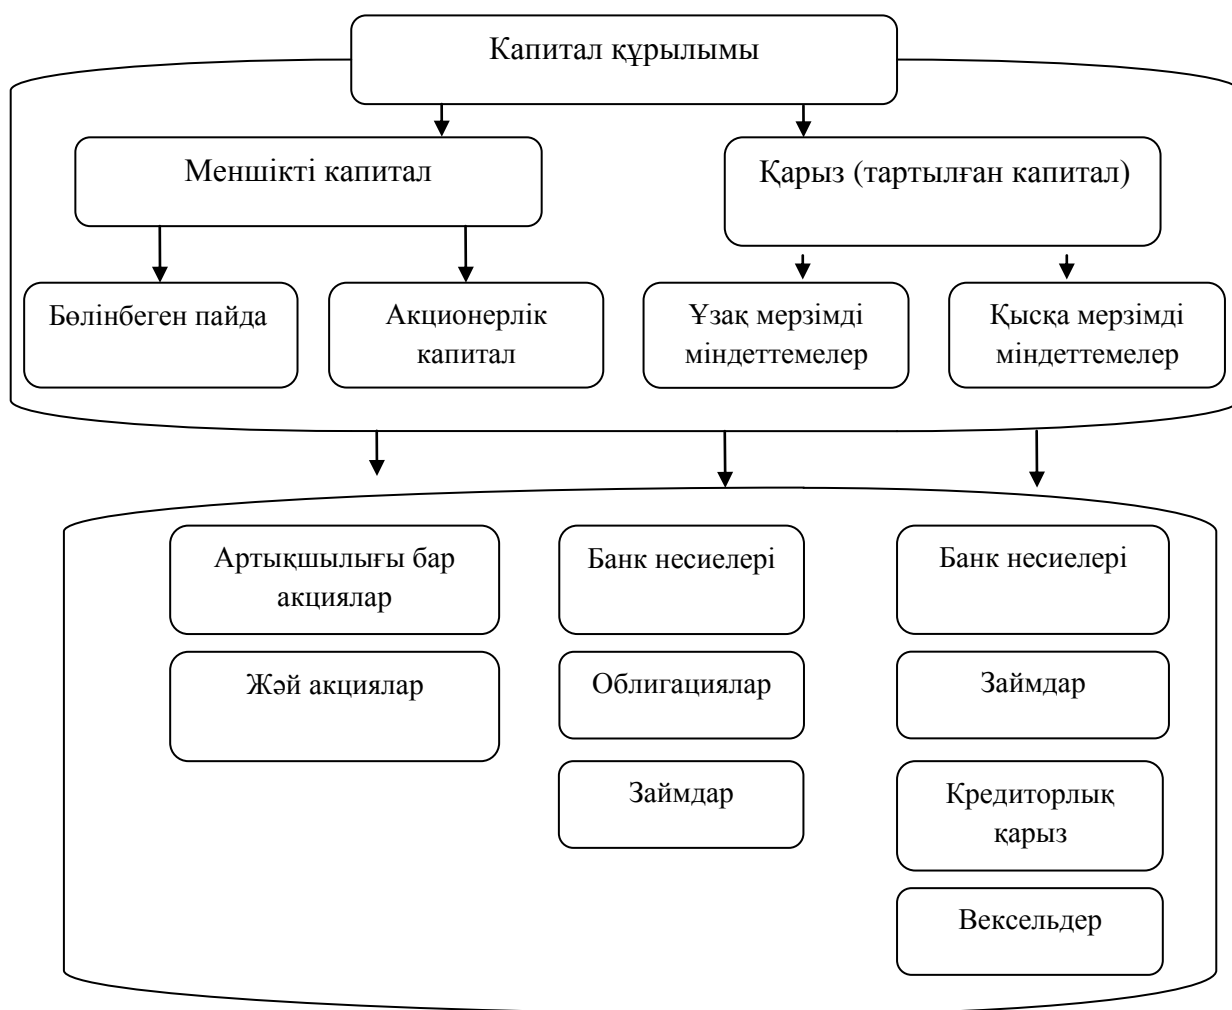 Капитал құрылымы
Меншікті капитал
Қарыз (тартылған капитал)
Бөлінбеген пайда
Акционерлік
капитал
Ұзақ мерзімді
міндеттемелер
Қысқа мерзімді
міндеттемелер
Артықшылығы бар
акциялар
Жәй акциялар
Банк несиелері
Облигациялар
Займдар
Банк несиелері
Займдар
Кредиторлық
қарыз
Вексельдер